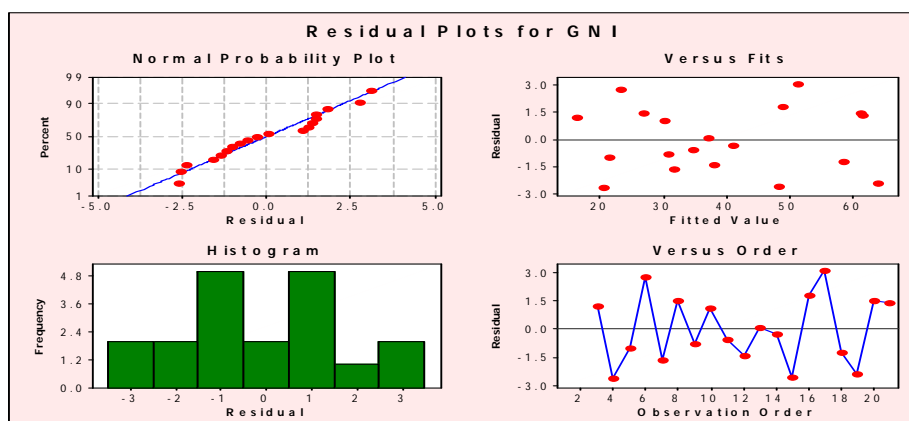 Residual Plots for GNI
Normal Probability Plot
99
90
50
10
1
Percent
-5.0 -2.5 0.0 2.5 5.0
Residual
Versus Fits
3.0
1.5
0.0
-1.5
-3.0
Residual
20 30 40 50 60
Fitted Value
Histogram
4.8
3.6
2.4
1.2
0.0
Frequency
-3 -2 -1 0 1 2 3
Residual
Versus Order
3.0
1.5
0.0
-1.5
-3.0
Residual
2 4 6 8 10 12 14 16 18 20
Observation Order